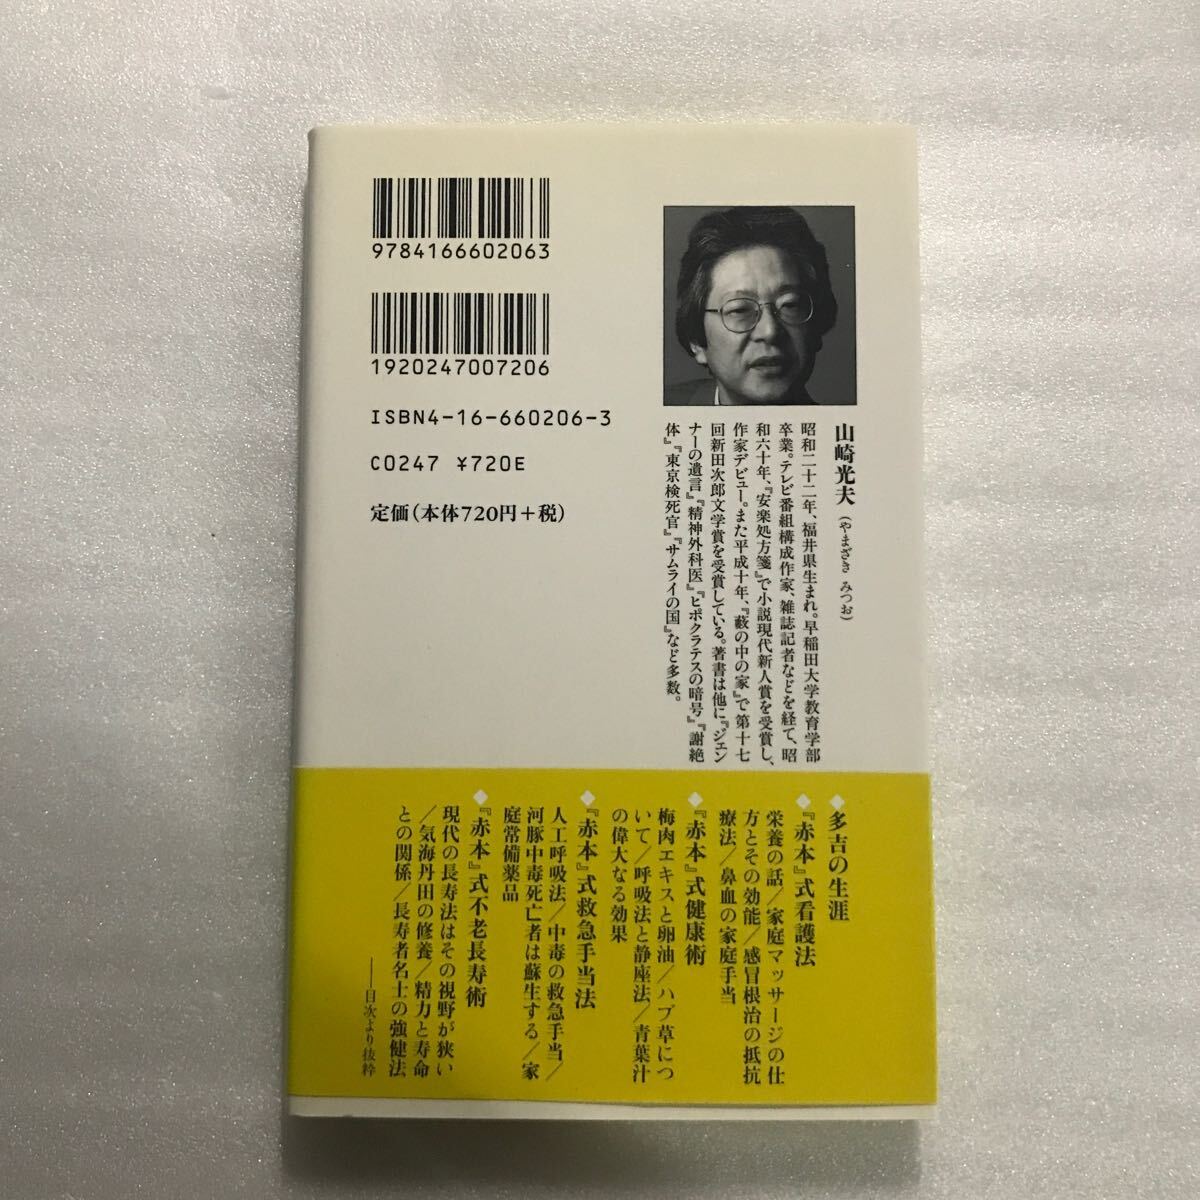 9784166602063
1920247007206
ISBN4-16-660206-3
C0247 ¥720E
定価（本体720円＋税）
山崎光夫（やまざき みつお）
昭和二十二年、福井県生まれ。早稲田大学教育学部
卒業。テレビ番組構成作家、雑誌記者などを経て、昭
和六十年、『安楽処方箋』で小説現代新人賞を受賞し、
作家デビュー。また平成十年、『藪の中の家』で第十七
回新田次郎文学賞を受賞している。著書は他に『ジェン
ナーの遺言』『精神外科医』『ヒポクラテスの暗号』『謝絶
体』『東京検死官』『サムライの国』など多数。
◆多吉の生涯
◆『赤本』式看護法
栄養の話／家庭マッサージの仕
方とその効能／感冒根治の抵抗
療法／鼻血の家庭手当
◆『赤本』式健康術
梅肉エキスと卵油／ハブ草につ
いて／呼吸法と静座法／青葉汁
の偉大なる効果
◆『赤本』式救急手当法
人工呼吸法／中毒の救急手当／
河豚中毒死亡者は蘇生する／家
庭常備薬品
◆『赤本』式不老長寿術
現代の長寿法はその視野が狭い
／気海丹田の修養／精力と寿命
との関係／長寿者名士の強健法
——目次より抜粋